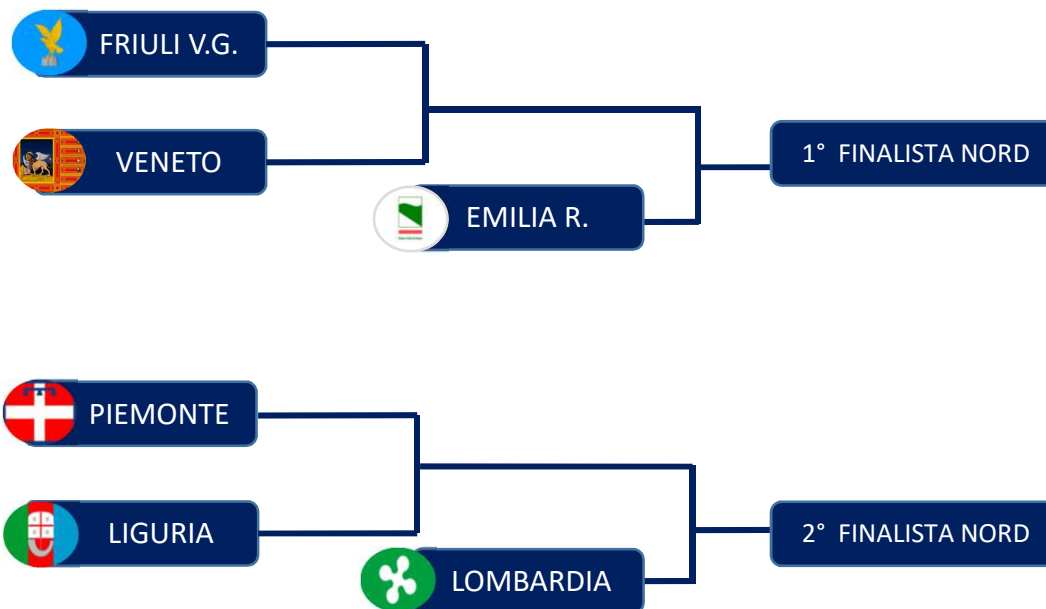 FRIULI V.G.
VENETO
1° FINALISTA NORD
EMILIA R.
PIEMONTE
LIGURIA
2° FINALISTA NORD
LOMBARDIA